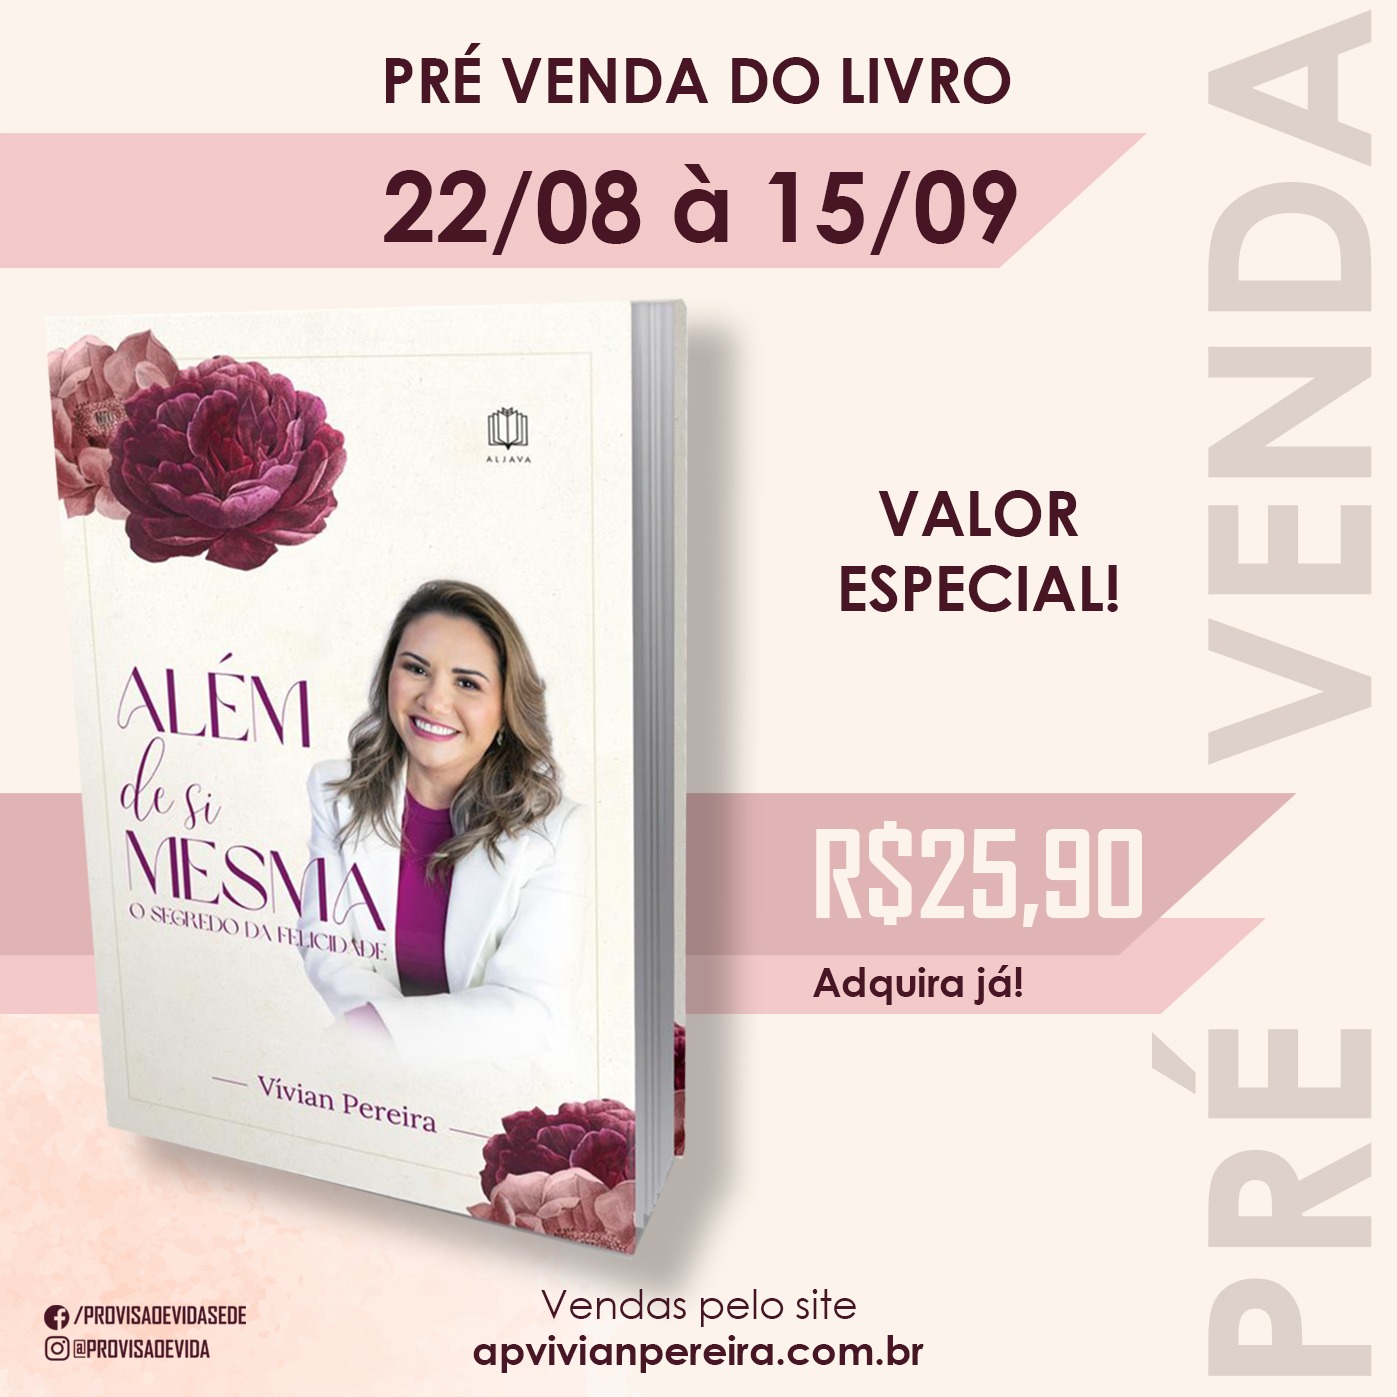 PRÉ VENDA DO LIVRO
22/08 à 15/09
ALJAVA
ALÉM
de si
MESMA
O SEGREDO DA FELICIDADE
Vívian Pereira
VALOR
ESPECIAL!
R$25,90
Adquira já!
PRÉ VENDA
/PROVISAODEVIDASEDE
@PROVISAODEVIDA
Vendas pelo site
apvivianpereira.com.br